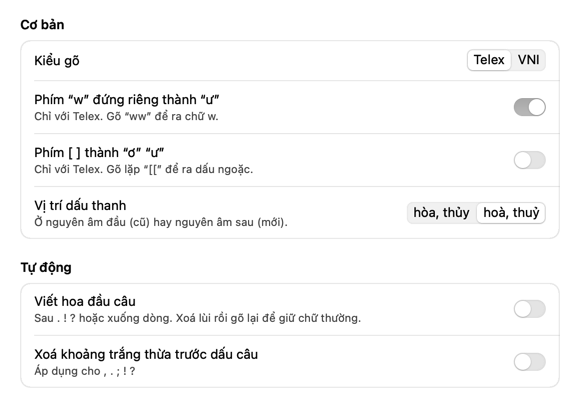 Cơ bản
Kiểu gõ
Telex VNI
Phím “w” đứng riêng thành “ư”
Chỉ với Telex. Gõ “ww” để ra chữ w.
Phím [ ] thành “ơ” “ư”
Chỉ với Telex. Gõ lặp “[[” để ra dấu ngoặc.
Vị trí dấu thanh
Ở nguyên âm đầu (cũ) hay nguyên âm sau (mới).
hòa, thủy hoà, thuỷ
Tự động
Viết hoa đầu câu
Sau . ! ? hoặc xuống dòng. Xoá lùi rồi gõ lại để giữ chữ thường.
Xoá khoảng trắng thừa trước dấu câu
Áp dụng cho , . ; ! ?